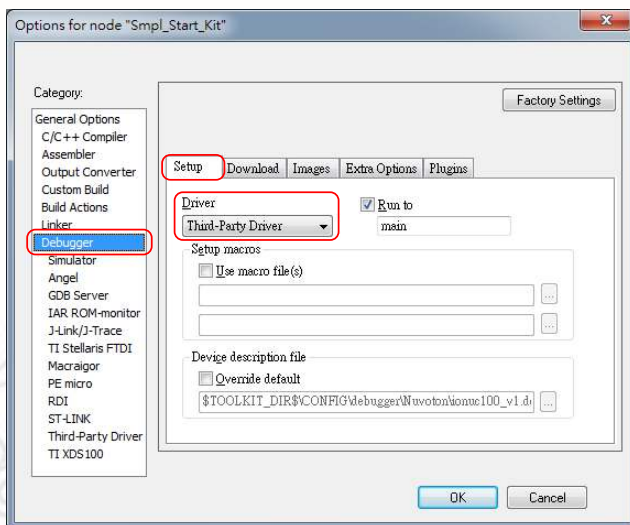 Options for node "Smpl_Start_Kit"
Category:
Factory Settings
General Options
C/C++ Compiler
Assembler
Output Converter
Custom Build
Build Actions
Linker
Debugger
Simulator
Angel
GDB Server
IAR ROM-monitor
J-Link/J-Trace
TI Stellaris FTDI
Macraigor
PE micro
RDI
ST-LINK
Third-Party Driver
TI XDS100
Setup Download Images Extra Options Plugins
Driver
Run to
Third-Party Driver
main
Setup macros
Use macro file(s)
...
...
Device description file
Override default
$TOOLKIT_DIR$\CONFIG\debugger\Nuvoton\ionuc100_v1.d
...
OK Cancel